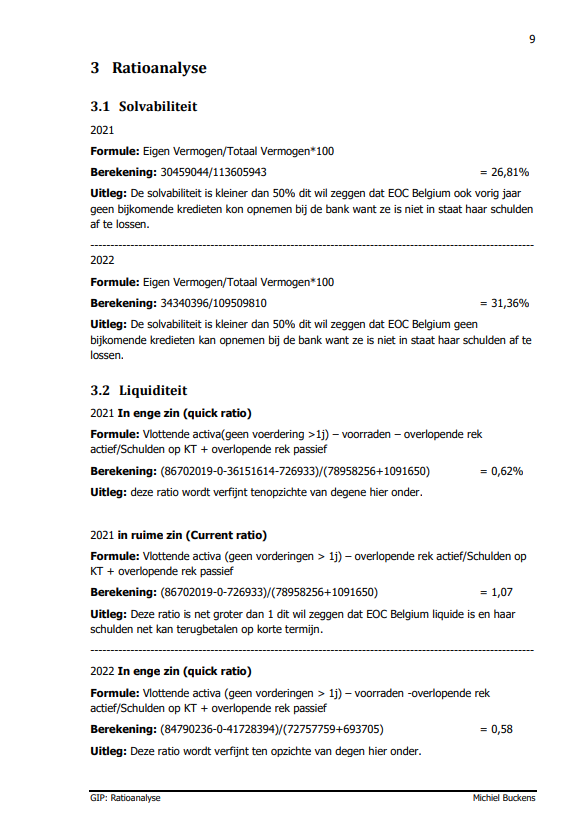 9
3 Ratioanalyse
3.1 Solvabiliteit
2021
Formule: Eigen Vermogen/Totaal Vermogen*100
Berekening: 30459044/113605943 = 26,81%
Uitleg: De solvabiliteit is kleiner dan 50% dit wil zeggen dat EOC Belgium ook vorig jaar
geen bijkomende kredieten kon opnemen bij de bank want ze is niet in staat haar schulden
af te lossen.
--------------------------------------------------------------------------------------------------------------
2022
Formule: Eigen Vermogen/Totaal Vermogen*100
Berekening: 34340396/109509810 = 31,36%
Uitleg: De solvabiliteit is kleiner dan 50% dit wil zeggen dat EOC Belgium geen
bijkomende kredieten kan opnemen bij de bank want ze is niet in staat haar schulden af te
lossen.
3.2 Liquiditeit
2021 In enge zin (quick ratio)
Formule: Vlottende activa(geen voerdering >1j) – voorraden – overlopende rek
actief/Schulden op KT + overlopende rek passief
Berekening: (86702019-0-36151614-726933)/(78958256+1091650) = 0,62%
Uitleg: deze ratio wordt verfijnt tenopzichte van degene hier onder.
2021 in ruime zin (Current ratio)
Formule: Vlottende activa (geen vorderingen > 1j) – overlopende rek actief/Schulden op
KT + overlopende rek passief
Berekening: (86702019-0-726933)/(78958256+1091650) = 1,07
Uitleg: Deze ratio is net groter dan 1 dit wil zeggen dat EOC Belgium liquide is en haar
schulden net kan terugbetalen op korte termijn.
--------------------------------------------------------------------------------------------------------------
2022 In enge zin (quick ratio)
Formule: Vlottende activa (geen vorderingen > 1j) – voorraden -overlopende rek
actief/Schulden op KT + overlopende rek passief
Berekening: (84790236-0-41728394)/(72757759+693705) = 0,58
Uitleg: Deze ratio wordt verfijnt ten opzichte van degen hier onder.
GIP: Ratioanalyse Michiel Buckens